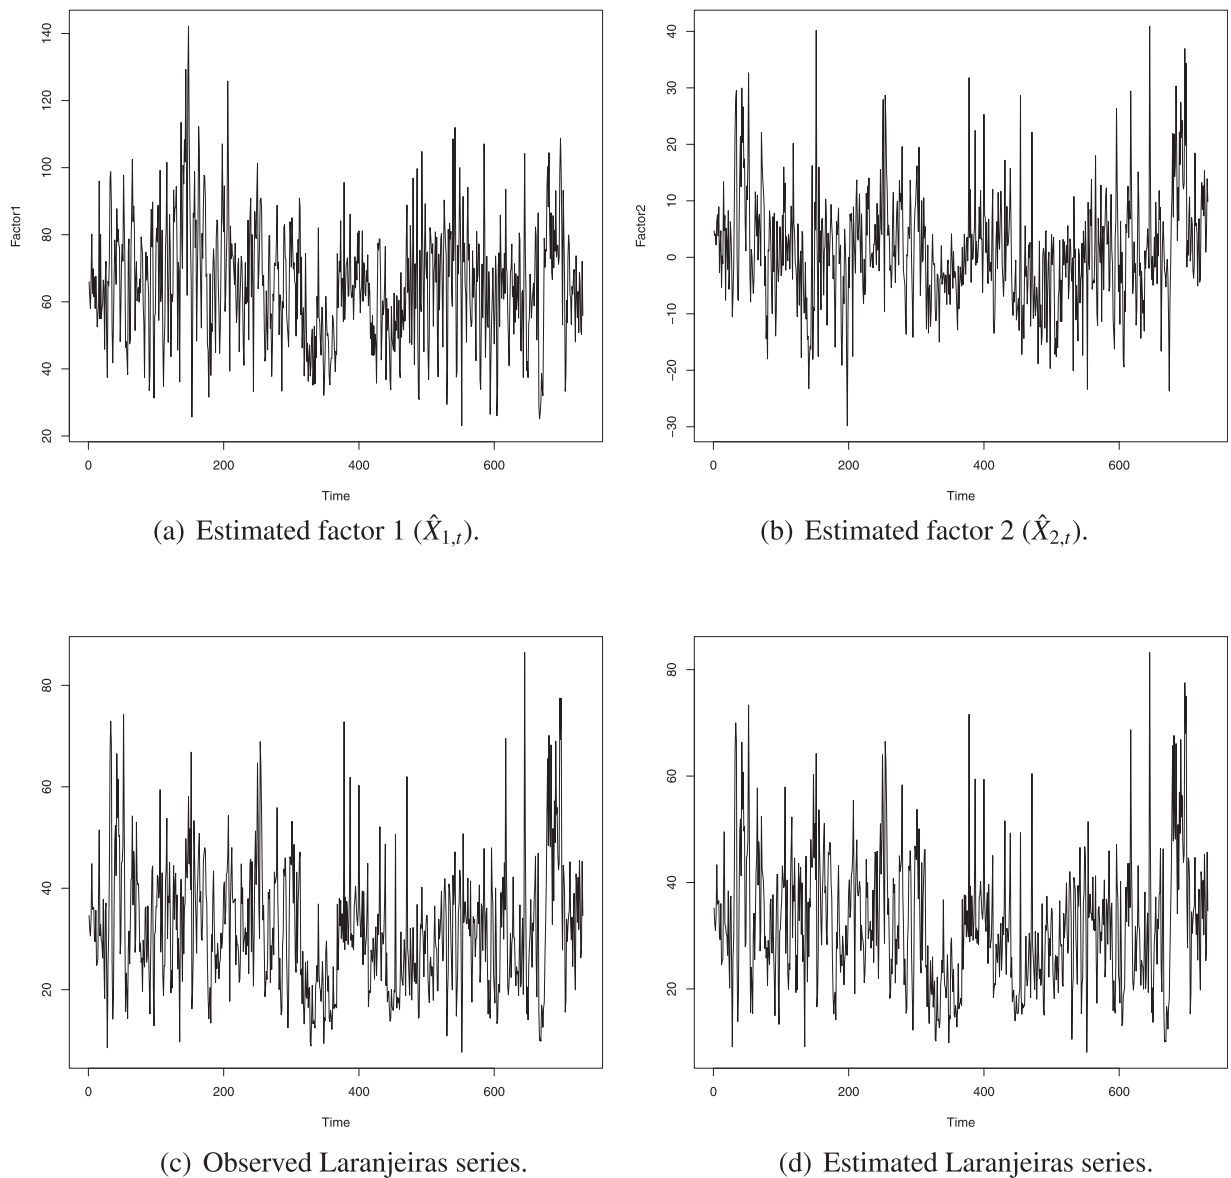 140
120
100
80
60
40
20
Factor1
0 200 400 600
Time
(a) Estimated factor 1 (X̂1,t).
40
30
20
10
0
−10
−20
−30
Factor2
0 200 400 600
Time
(b) Estimated factor 2 (X̂2,t).
80
60
40
20
0 200 400 600
Time
(c) Observed Laranjeiras series.
80
60
40
20
0 200 400 600
Time
(d) Estimated Laranjeiras series.